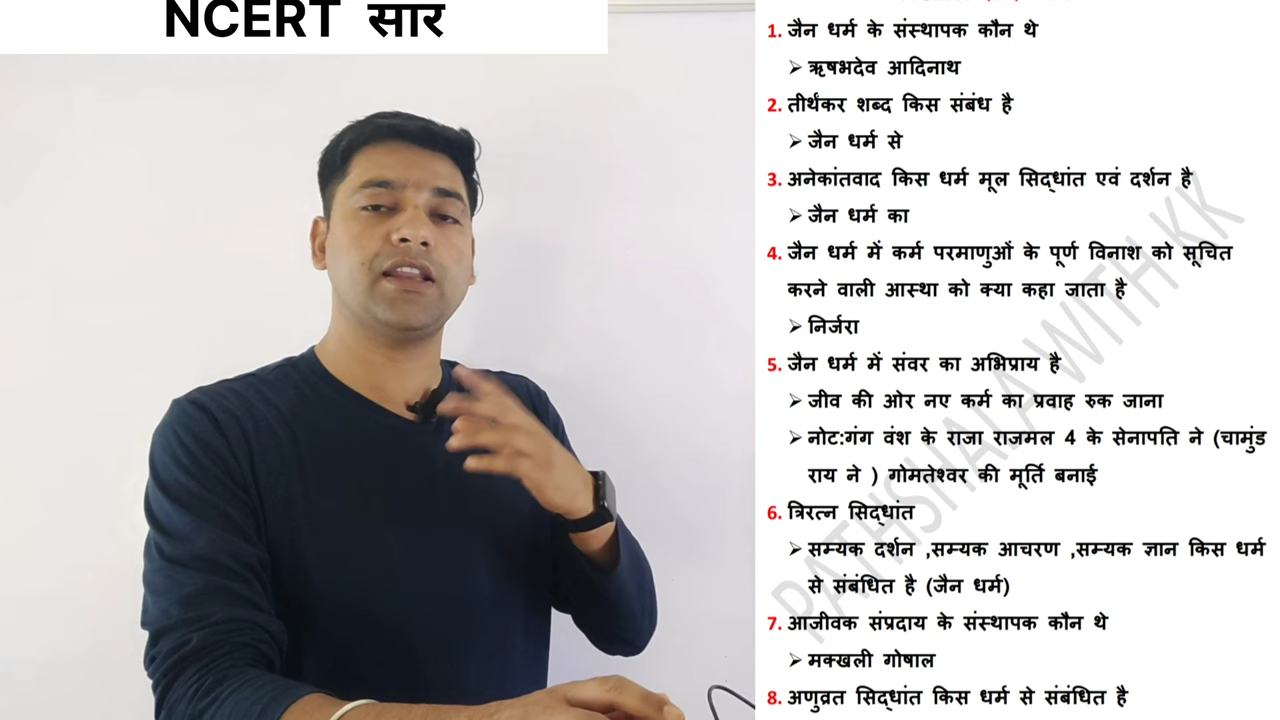 NCERT सार
1. जैन धर्म के संस्थापक कौन थे
➢ ऋषभदेव आदिनाथ
2. तीर्थंकर शब्द किस संबंध है
➢ जैन धर्म से
3. अनेकांतवाद किस धर्म मूल सिद्धांत एवं दर्शन है
➢ जैन धर्म का
4. जैन धर्म में कर्म परमाणुओं के पूर्ण विनाश को सूचित
करने वाली आस्था को क्या कहा जाता है
➢ निर्जरा
5. जैन धर्म में संवर का अभिप्राय है
➢ जीव की ओर नए कर्म का प्रवाह रुक जाना
➢ नोट:गंग वंश के राजा राजमल 4 के सेनापति ने (चामुंड
राय ने ) गोमतेश्वर की मूर्ति बनाई
6. त्रिरत्न सिद्धांत
➢ सम्यक दर्शन ,सम्यक आचरण ,सम्यक ज्ञान किस धर्म
से संबंधित है (जैन धर्म)
7. आजीवक संप्रदाय के संस्थापक कौन थे
➢ मक्खली गोषाल
8. अणुव्रत सिद्धांत किस धर्म से संबंधित है
PATHSHALA WITH KK